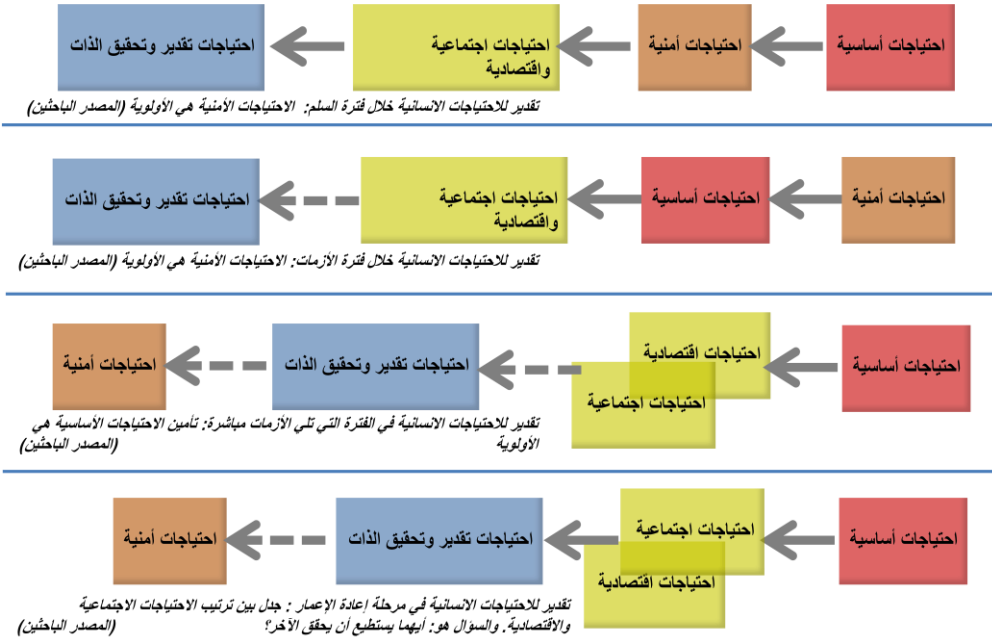 احتياجات أساسية
احتياجات أمنية
احتياجات اجتماعية
واقتصادية
احتياجات تقدير وتحقيق الذات
تقدير للاحتياجات الانسانية خلال فترة السلم: الاحتياجات الأمنية هي الأولوية (المصدر الباحثين)
احتياجات أمنية
احتياجات أساسية
احتياجات اجتماعية
واقتصادية
احتياجات تقدير وتحقيق الذات
تقدير للاحتياجات الانسانية خلال فترة الأزمات: الاحتياجات الأمنية هي الأولوية (المصدر الباحثين)
احتياجات أساسية
احتياجات اقتصادية
احتياجات اجتماعية
احتياجات تقدير وتحقيق الذات
احتياجات أمنية
تقدير للاحتياجات الانسانية في الفترة التي تلي الأزمات مباشرة: تأمين الاحتياجات الأساسية هي
الأولوية (المصدر الباحثين)
احتياجات أساسية
احتياجات اجتماعية
احتياجات اقتصادية
احتياجات تقدير وتحقيق الذات
احتياجات أمنية
تقدير للاحتياجات الانسانية في مرحلة إعادة الإعمار : جدل بين ترتيب الاحتياجات الاجتماعية
والاقتصادية. والسؤال هو: أيهما يستطيع أن يحقق الآخر؟ (المصدر الباحثين)